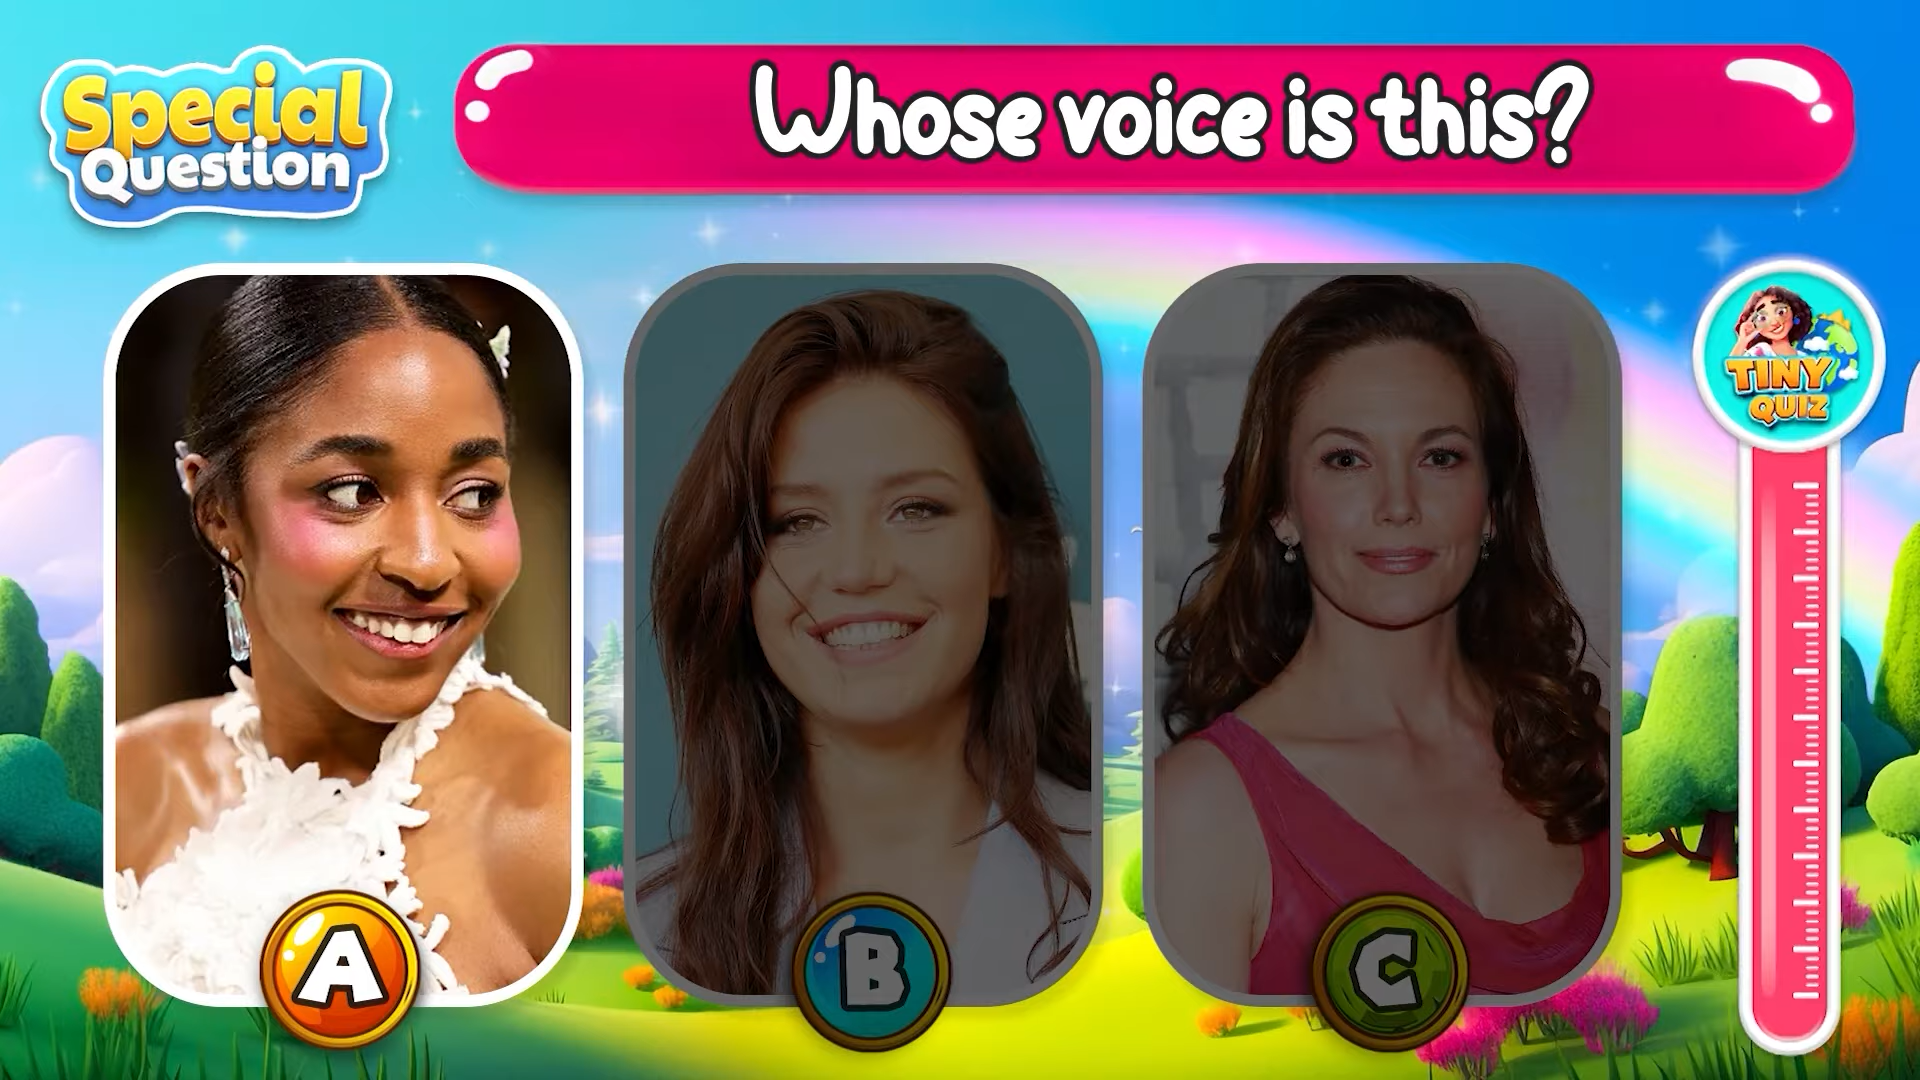 Special
Question
Whose voice is this?
TINY
QUIZ
A
B
C